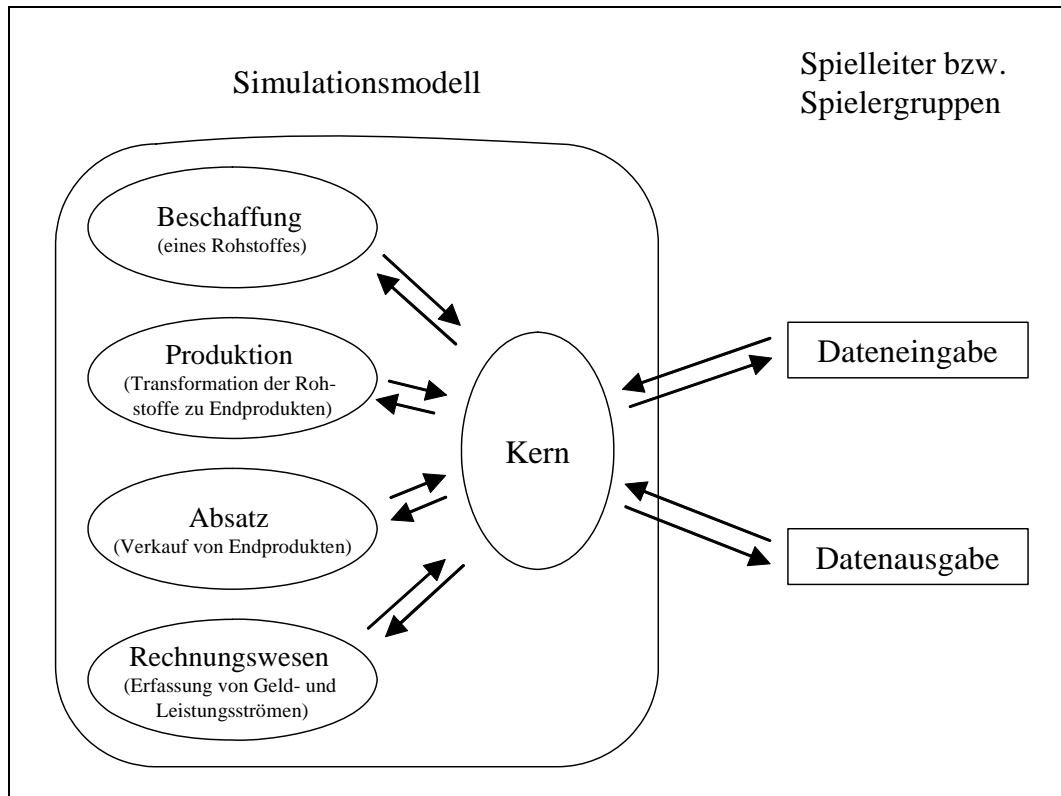 Simulationsmodell
Spielleiter bzw.
Spielergruppen
Beschaffung
(eines Rohstoffes)
Produktion
(Transformation der Roh-
stoffe zu Endprodukten)
Absatz
(Verkauf von Endprodukten)
Rechnungswesen
(Erfassung von Geld- und
Leistungsströmen)
Kern
Dateneingabe
Datenausgabe